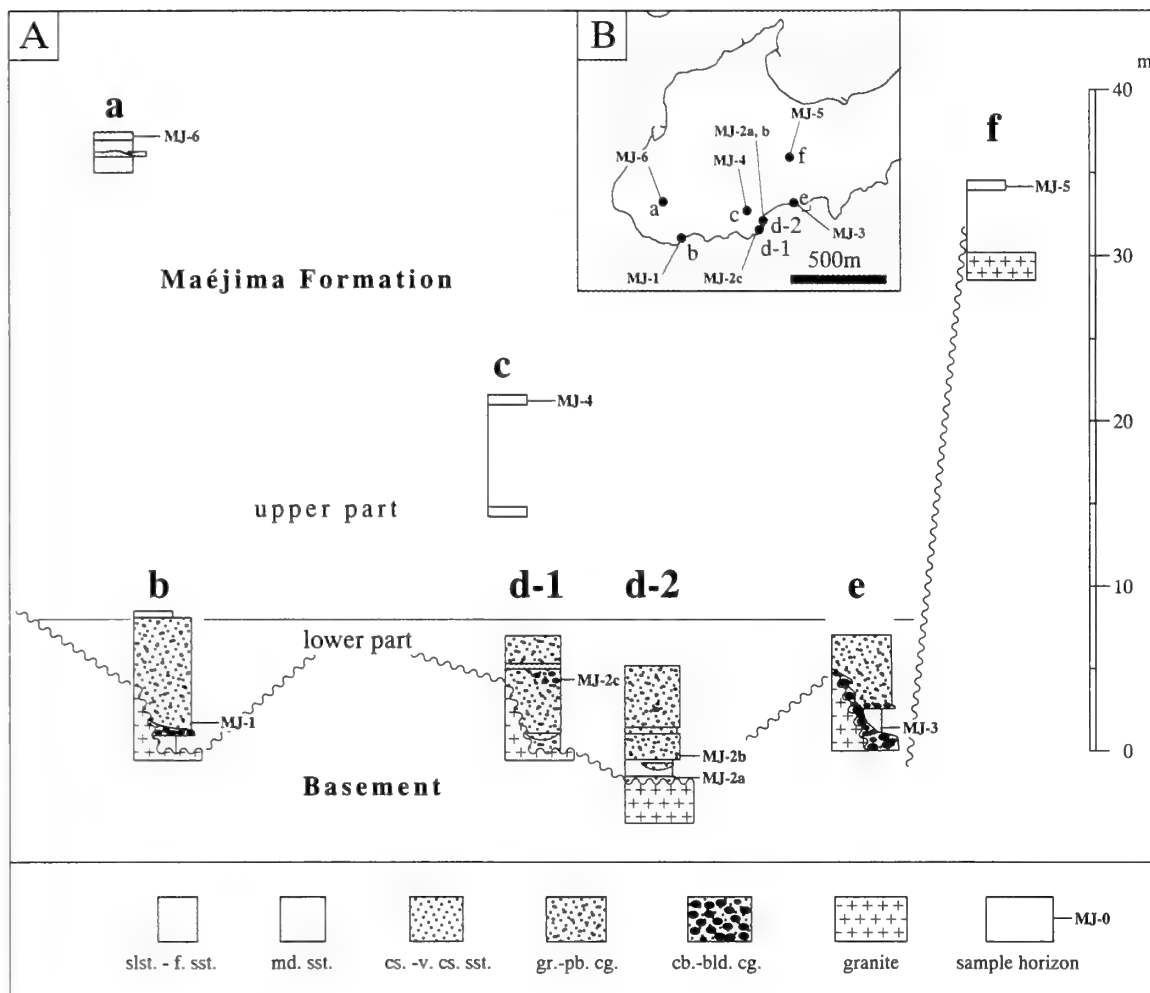 A
B
m
40
a
MJ-6
MJ-5
MJ-2a, b
MJ-6
MJ-4
f
a
c
e
d-2
b
d-1
MJ-3
MJ-1
MJ-2c
500m
f
MJ-5
30
Maéjima Formation
c
MJ-4
20
upper part
b
d-1
d-2
e
10
lower part
MJ-2c
MJ-1
MJ-3
MJ-2b
0
MJ-2a
Basement
MJ-0
slst. - f. sst.
md. sst.
cs. -v. cs. sst.
gr.-pb. cg.
cb.-bld. cg.
granite
sample horizon